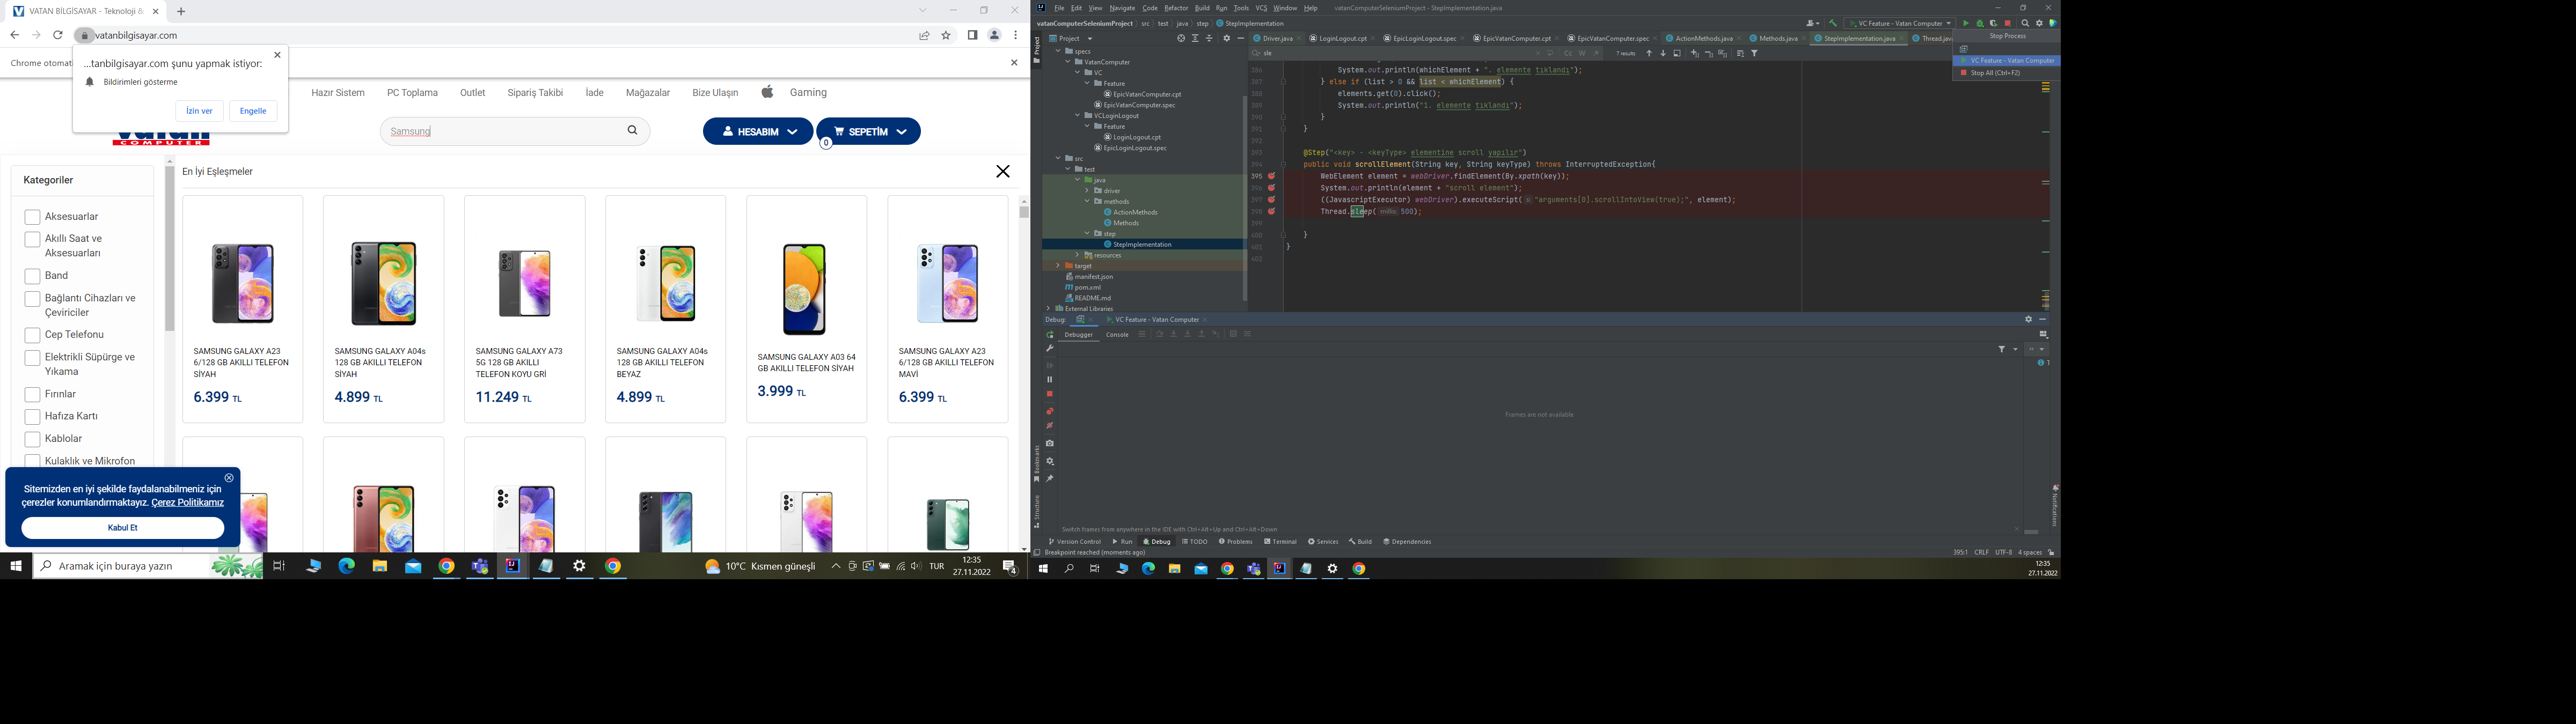 VATAN BİLGİSAYAR - Teknoloji &
vatanbilgisayar.com
Chrome otomat
...tanbilgisayar.com şunu yapmak istiyor:
Bildirimleri gösterme
İzin ver
Engelle
Hazır Sistem
PC Toplama
Outlet
Sipariş Takibi
İade
Mağazalar
Bize Ulaşın
Gaming
COMPUTER
Samsung
HESABIM
SEPETİM
0
Kategoriler
Aksesuarlar
Akıllı Saat ve
Aksesuarları
Band
Bağlantı Cihazları ve
Çeviriciler
Cep Telefonu
Elektrikli Süpürge ve
Yıkama
Fırınlar
Hafıza Kartı
Kablolar
Kulaklık ve Mikrofon
En İyi Eşleşmeler
SAMSUNG GALAXY A23
6/128 GB AKILLI TELEFON
SİYAH
6.399 TL
SAMSUNG GALAXY A04s
128 GB AKILLI TELEFON
SİYAH
4.899 TL
SAMSUNG GALAXY A73
5G 128 GB AKILLI
TELEFON KOYU GRİ
11.249 TL
SAMSUNG GALAXY A04s
128 GB AKILLI TELEFON
BEYAZ
4.899 TL
SAMSUNG GALAXY A03 64
GB AKILLI TELEFON SİYAH
3.999 TL
SAMSUNG GALAXY A23
6/128 GB AKILLI TELEFON
MAVİ
6.399 TL
Sitemizden en iyi şekilde faydalanabilmeniz için
çerezler konumlandırmaktayız. Çerez Politikamız
Kabul Et
Aramak için buraya yazın
10°C Kısmen güneşli
TUR
12:35
27.11.2022
4
File Edit View Navigate Code Refactor Build Run Tools VCS Window Help
vatanComputerSeleniumProject - StepImplementation.java
vatanComputerSeleniumProject
src
test
java
step
StepImplementation
VC Feature - Vatan Computer
Project
Driver.java
LoginLogout.cpt
EpicLoginLogout.spec
EpicVatanComputer.cpt
EpicVatanComputer.spec
ActionMethods.java
Methods.java
StepImplementation.java
Thread.java
Stop Process
VC Feature - Vatan Computer
Stop All (Ctrl+F2)
sle
Cc
W
7 results
Project
specs
VatanComputer
VC
Feature
EpicVatanComputer.cpt
EpicVatanComputer.spec
VCLoginLogout
Feature
LoginLogout.cpt
EpicLoginLogout.spec
src
test
java
driver
methods
ActionMethods
Methods
step
StepImplementation
resources
target
manifest.json
pom.xml
README.md
External Libraries
386 System.out.println(whichElement + ". elemente tıklandı");
387 } else if (list > 0 && list < whichElement) {
388 elements.get(0).click();
389 System.out.println("1. elemente tıklandı");
390 }
391 }
392
393 @Step("<key> - <keyType> elementine scroll yapılır")
394 public void scrollElement(String key, String keyType) throws InterruptedException{
395 WebElement element = webDriver.findElement(By.xpath(key));
396 System.out.println(element + "scroll element");
397 ((JavascriptExecutor) webDriver).executeScript( "arguments[0].scrollIntoView(true);", element);
398 Thread.sleep( millis: 500);
399
400 }
401 }
402
Debug:
VC Feature - Vatan Computer
Debugger
Console
Frames are not available
Switch frames from anywhere in the IDE with Ctrl+Alt+Up and Ctrl+Alt+Down
Bookmarks
Structure
Notifications
Version Control
Run
Debug
TODO
Problems
Terminal
Services
Build
Dependencies
Breakpoint reached (moments ago)
395:1 CRLF UTF-8 4 spaces
12:35
27.11.2022